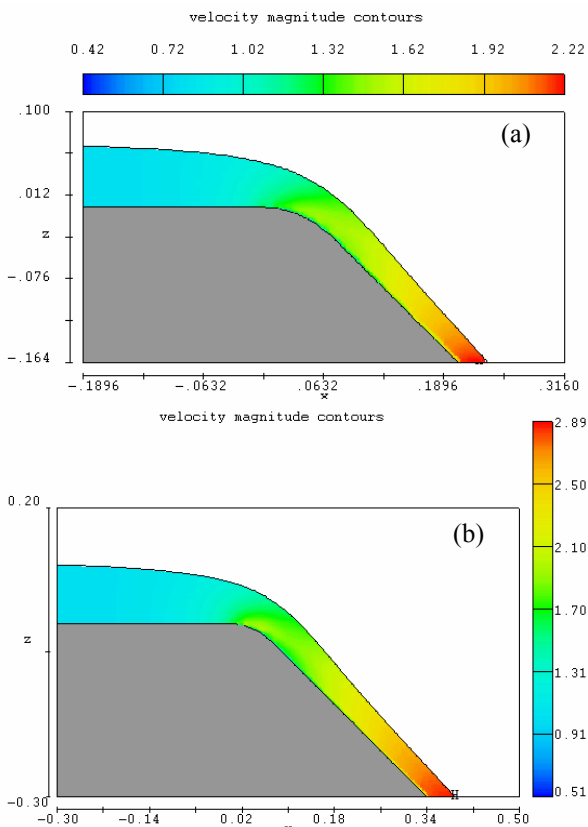 velocity magnitude contours
0.42 0.72 1.02 1.32 1.62 1.92 2.22
.100
(a)
.012
z
-.076
-.164
-.1896 -.0632 .0632 .1896 .3160
x
velocity magnitude contours
2.89
0.20
(b)
2.50
2.10
z
1.70
1.31
0.91
H
-0.30
0.51
-0.30 -0.14 0.02 0.18 0.34 0.50